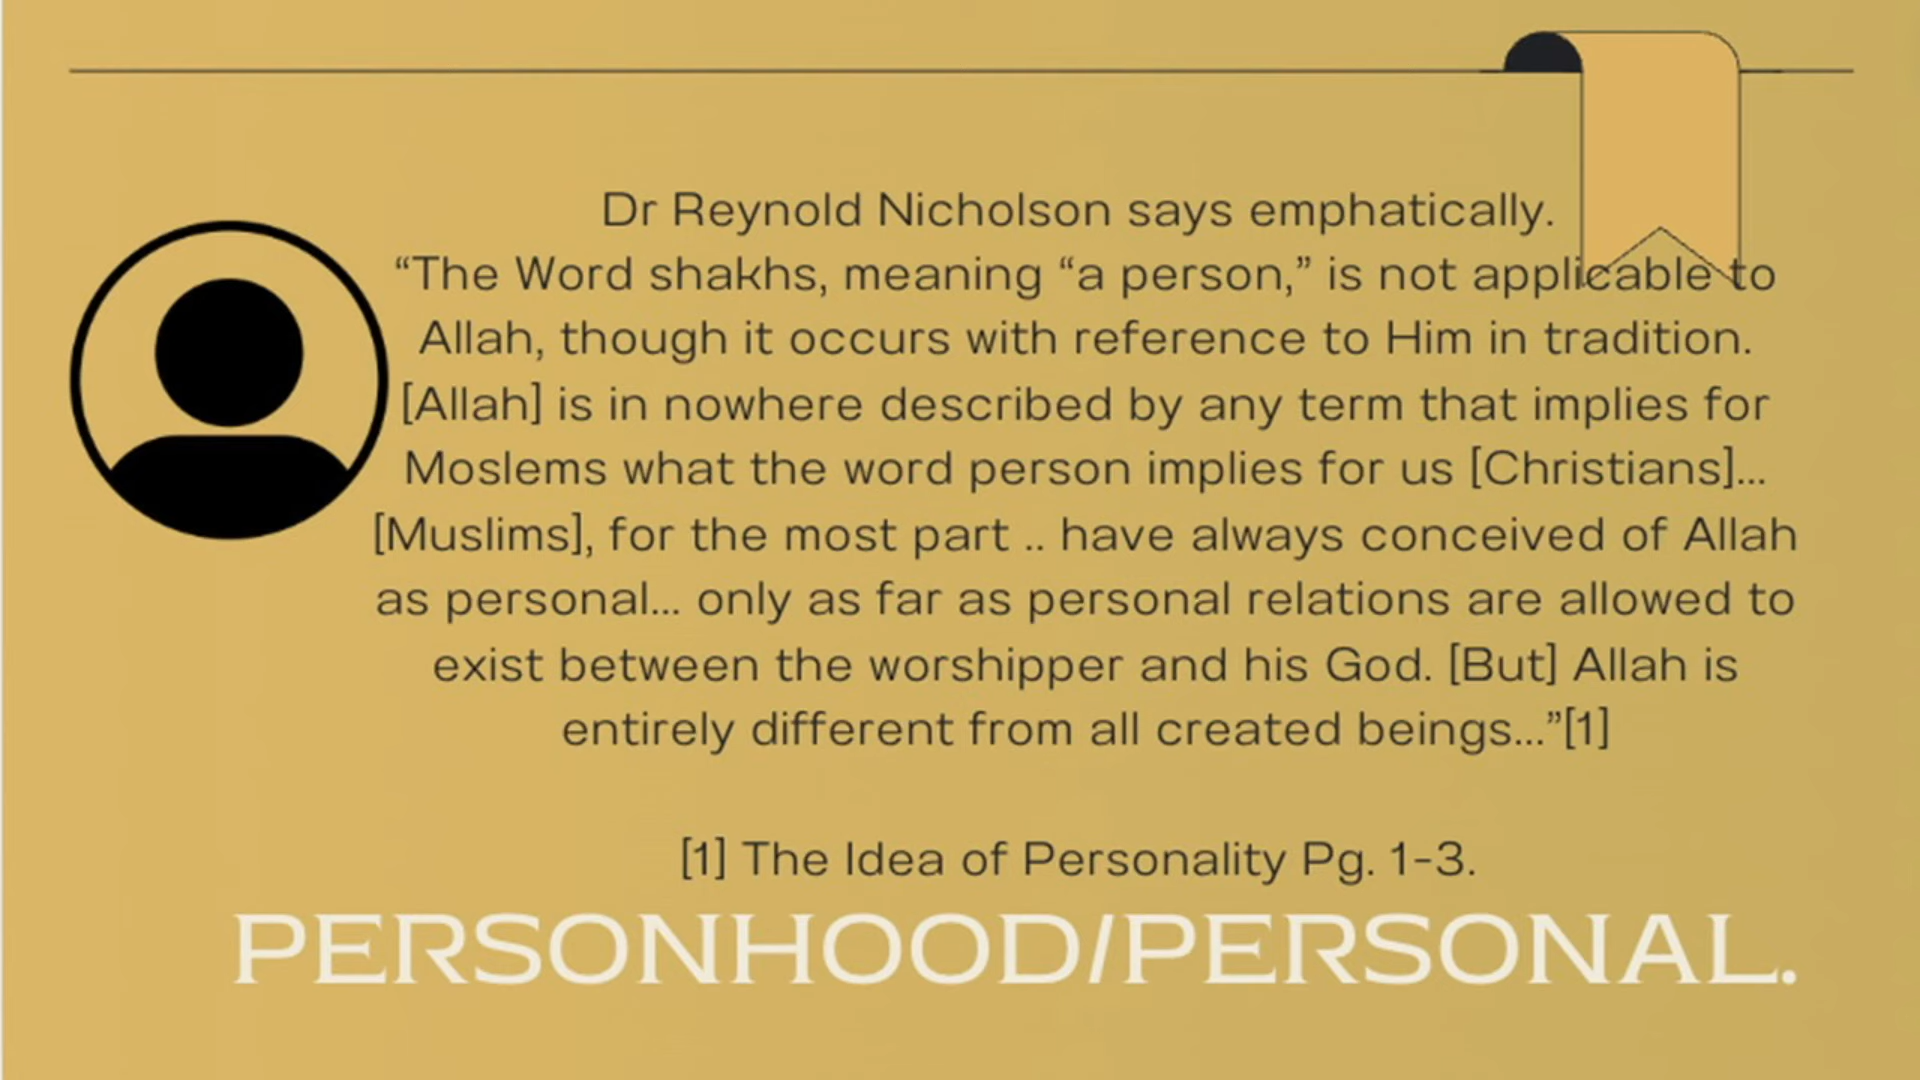 Dr Reynold Nicholson says emphatically.
“The Word shakhs, meaning “a person,” is not applicable to
Allah, though it occurs with reference to Him in tradition.
[Allah] is in nowhere described by any term that implies for
Moslems what the word person implies for us [Christians]...
[Muslims], for the most part .. have always conceived of Allah
as personal... only as far as personal relations are allowed to
exist between the worshipper and his God. [But] Allah is
entirely different from all created beings...”[1]
[1] The Idea of Personality Pg. 1-3.
PERSONHOOD/PERSONAL.